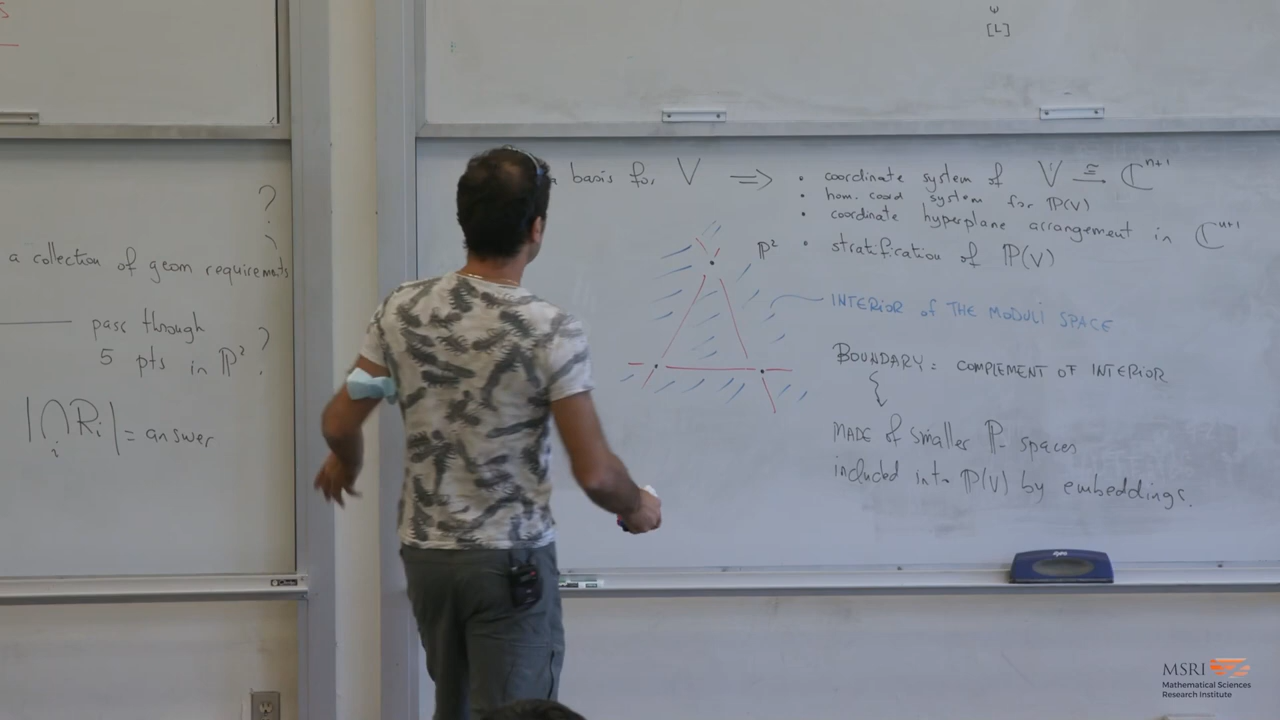 ?
a collection of geom requirements
pass through
5 pts in ℙ² ?
|⋂ᵢ Rᵢ| = answer
[L]
basis for V ⟹
• coordinate system of V ≅ ℂⁿ⁺¹
• hom. coord system for ℙ(V)
• coordinate hyperplane arrangement in ℂⁿ⁺¹
• stratification of ℙ(V)
ℙ²
INTERIOR of THE MODULI SPACE
BOUNDARY: COMPLEMENT OF INTERIOR
MADE of smaller ℙ- spaces
included into ℙ(V) by embeddings.
MSRI
Mathematical Sciences
Research Institute